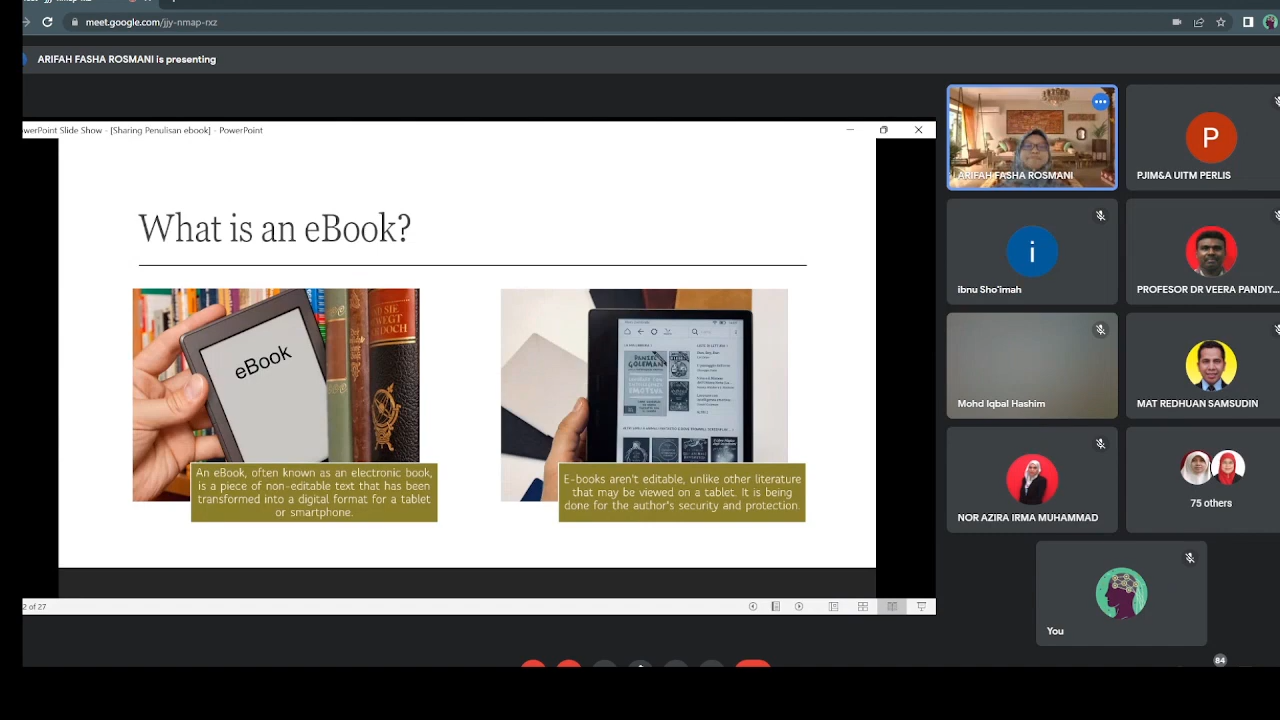 meet.google.com/jjy-nmap-rxz
ARIFAH FASHA ROSMANI is presenting
PowerPoint Slide Show - [Sharing Penulisan ebook] - PowerPoint
What is an eBook?
eBook
An eBook, often known as an electronic book,
is a piece of non-editable text that has been
transformed into a digital format for a tablet
or smartphone.
E-books aren't editable, unlike other literature
that may be viewed on a tablet. It is being
done for the author's security and protection.
2 of 27
ARIFAH FASHA ROSMANI
P
PJIM&A UITM PERLIS
i
ibnu Sho'imah
PROFESOR DR VEERA PANDIY...
Mohd Iqbal Hashim
MAT REDHUAN SAMSUDIN
NOR AZIRA IRMA MUHAMMAD
75 others
You
84